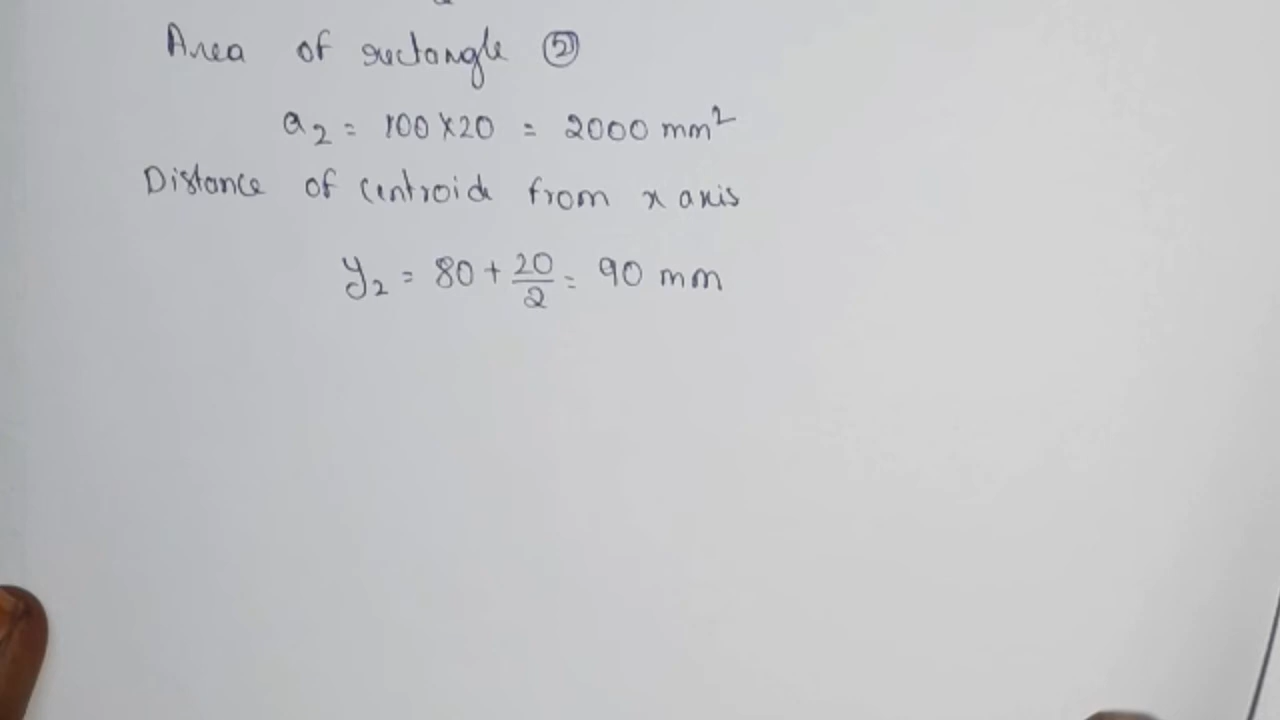 Area of rectangle ②
a₂ = 100 × 20 = 2000 mm²
Distance of centroid from x axis
y₂ = 80 + 20/2 = 90 mm